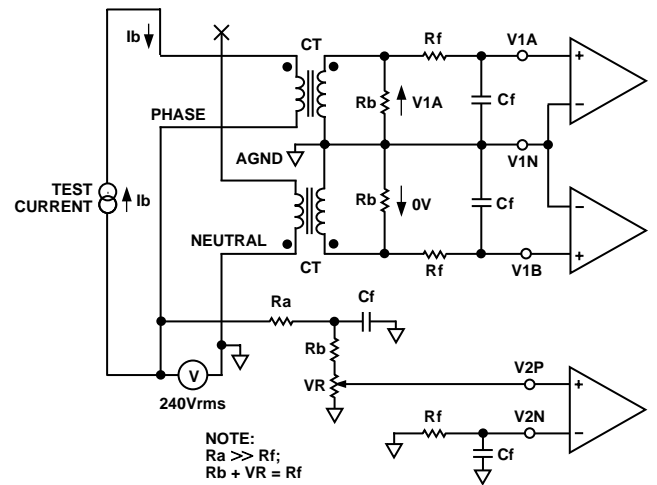 Ib
CT
Rf
V1A
Rb
V1A
Cf
PHASE
AGND
V1N
TEST
CURRENT
Ib
Rb
0V
Cf
NEUTRAL
CT
Rf
V1B
Ra
Cf
Rb
V
240Vrms
VR
V2P
Rf
V2N
Cf
NOTE:
Ra >> Rf;
Rb + VR = Rf